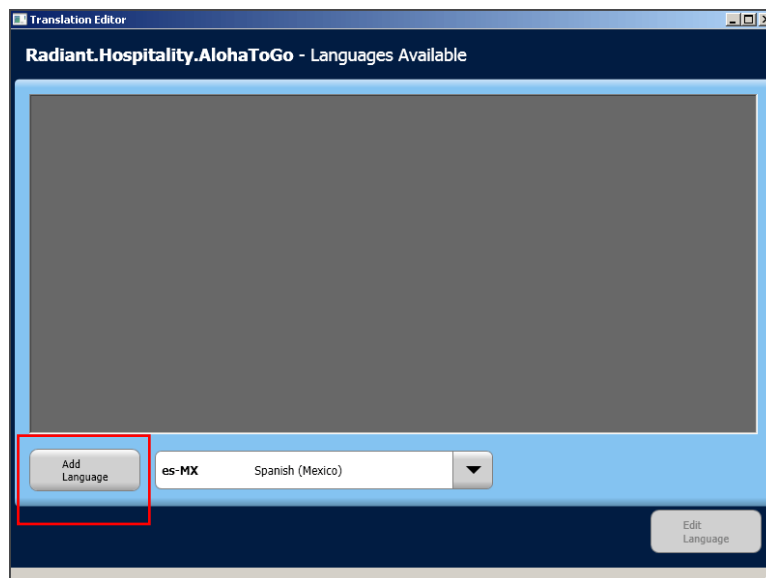 Translation Editor
Radiant.Hospitality.AlohaToGo - Languages Available
Add
Language
es-MX Spanish (Mexico)
Edit
Language